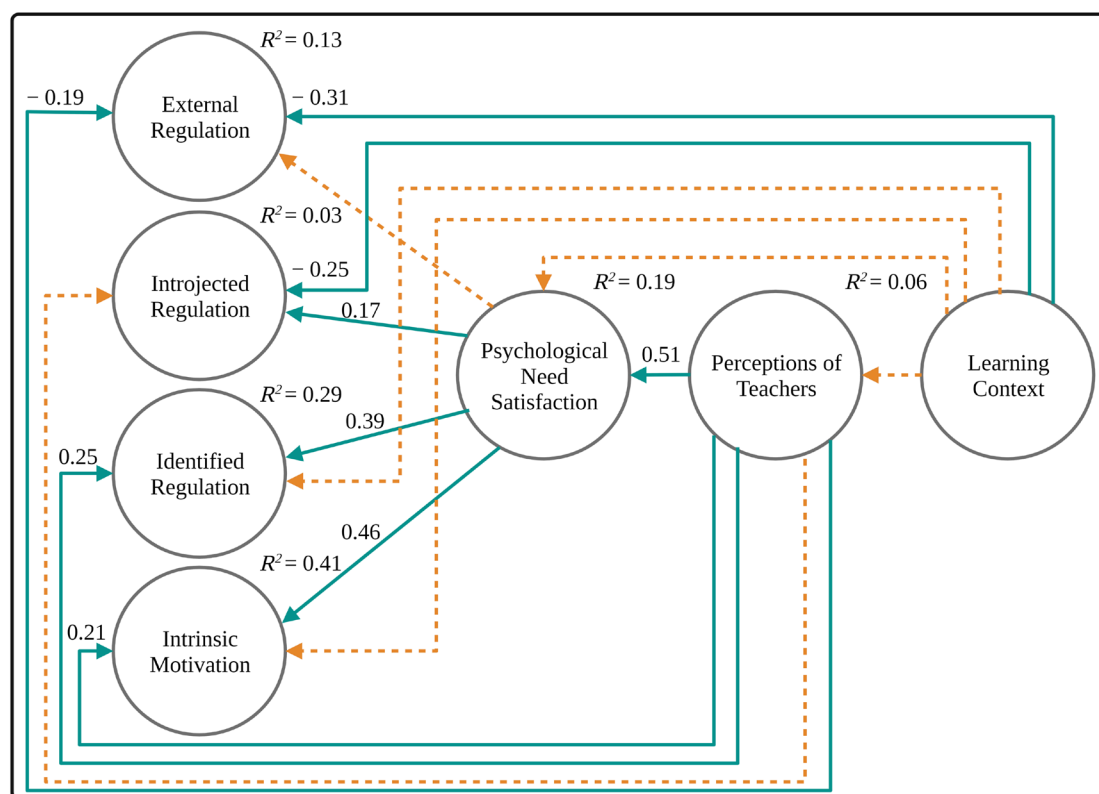 R² = 0.13
− 0.19
External
Regulation
− 0.31
R² = 0.03
Introjected
Regulation
− 0.25
0.17
R² = 0.19
R² = 0.06
Psychological
Need
Satisfaction
0.51
Perceptions of
Teachers
Learning
Context
R² = 0.29
0.39
0.25
Identified
Regulation
0.46
R² = 0.41
0.21
Intrinsic
Motivation